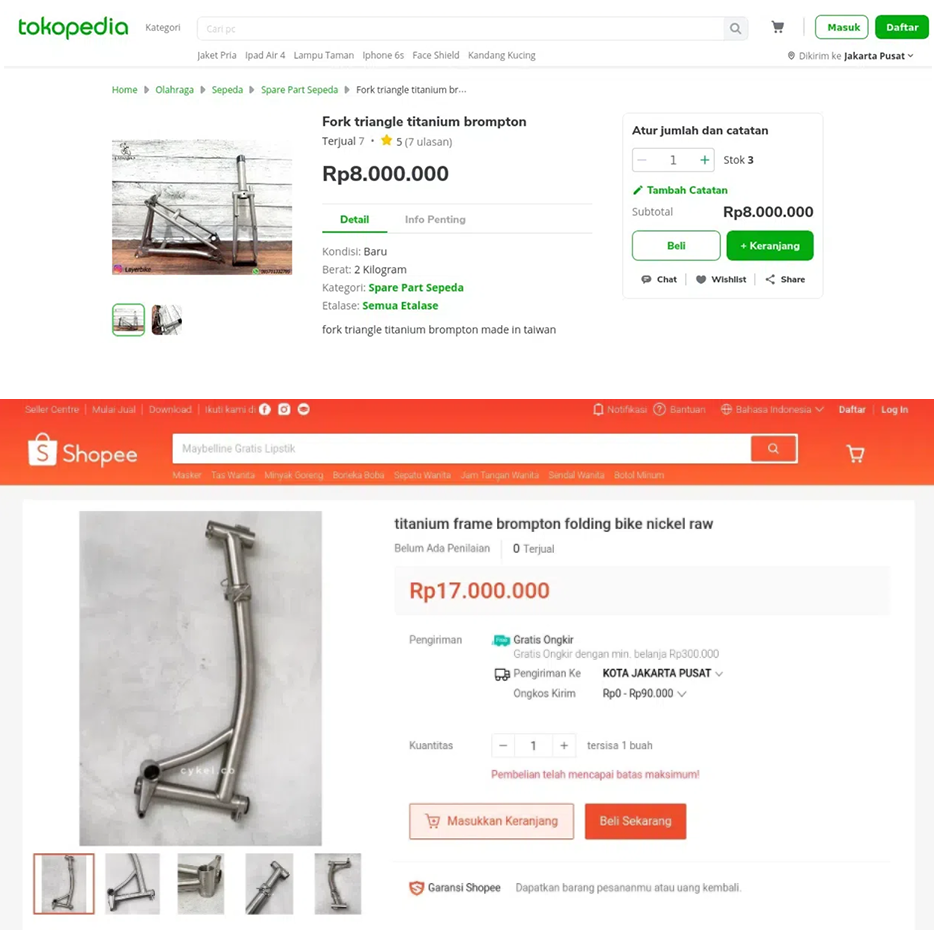 tokopedia
Kategori
Cari pc
Masuk
Daftar
Jaket Pria Ipad Air 4 Lampu Taman Iphone 6s Face Shield Kandang Kucing
Dikirim ke Jakarta Pusat
Home Olahraga Sepeda Spare Part Sepeda Fork triangle titanium br...
Fork triangle titanium brompton
Terjual 7 • 5 (7 ulasan)
Rp8.000.000
Detail Info Penting
Kondisi: Baru
Berat: 2 Kilogram
Kategori: Spare Part Sepeda
Etalase: Semua Etalase
fork triangle titanium brompton made in taiwan
Layerbike
Atur jumlah dan catatan
1 + Stok 3
Tambah Catatan
Subtotal Rp8.000.000
Beli + Keranjang
Chat Wishlist Share
Seller Centre | Mulai Jual | Download | Ikuti kami di
Notifikasi Bantuan Bahasa Indonesia Daftar | Log In
Shopee
Maybelline Gratis Lipstik
Masker Tas Wanita Minyak Goreng Boneka Boba Sepatu Wanita Jam Tangan Wanita Sendal Wanita Botol Minum
cykel.co
titanium frame brompton folding bike nickel raw
Belum Ada Penilaian 0 Terjual
Rp17.000.000
Pengiriman Gratis Ongkir
Gratis Ongkir dengan min. belanja Rp300.000
Pengiriman Ke KOTA JAKARTA PUSAT
Ongkos Kirim Rp0 - Rp90.000
Kuantitas − 1 + tersisa 1 buah
Pembelian telah mencapai batas maksimum!
Masukkan Keranjang Beli Sekarang
Garansi Shopee Dapatkan barang pesananmu atau uang kembali.